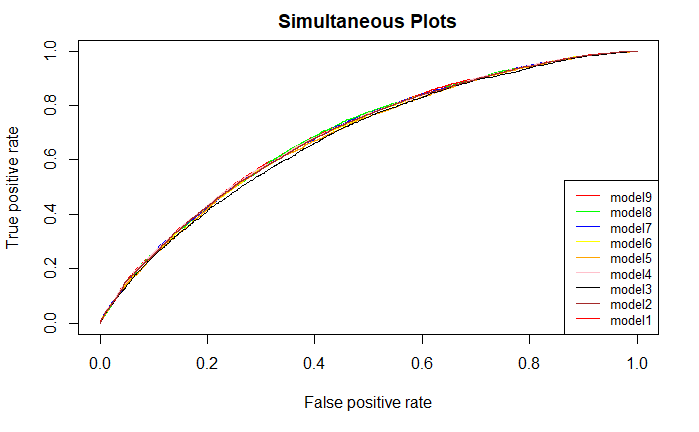 Simultaneous Plots
True positive rate
1.0
0.8
0.6
0.4
0.2
0.0
model9
model8
model7
model6
model5
model4
model3
model2
model1
0.0 0.2 0.4 0.6 0.8 1.0
False positive rate